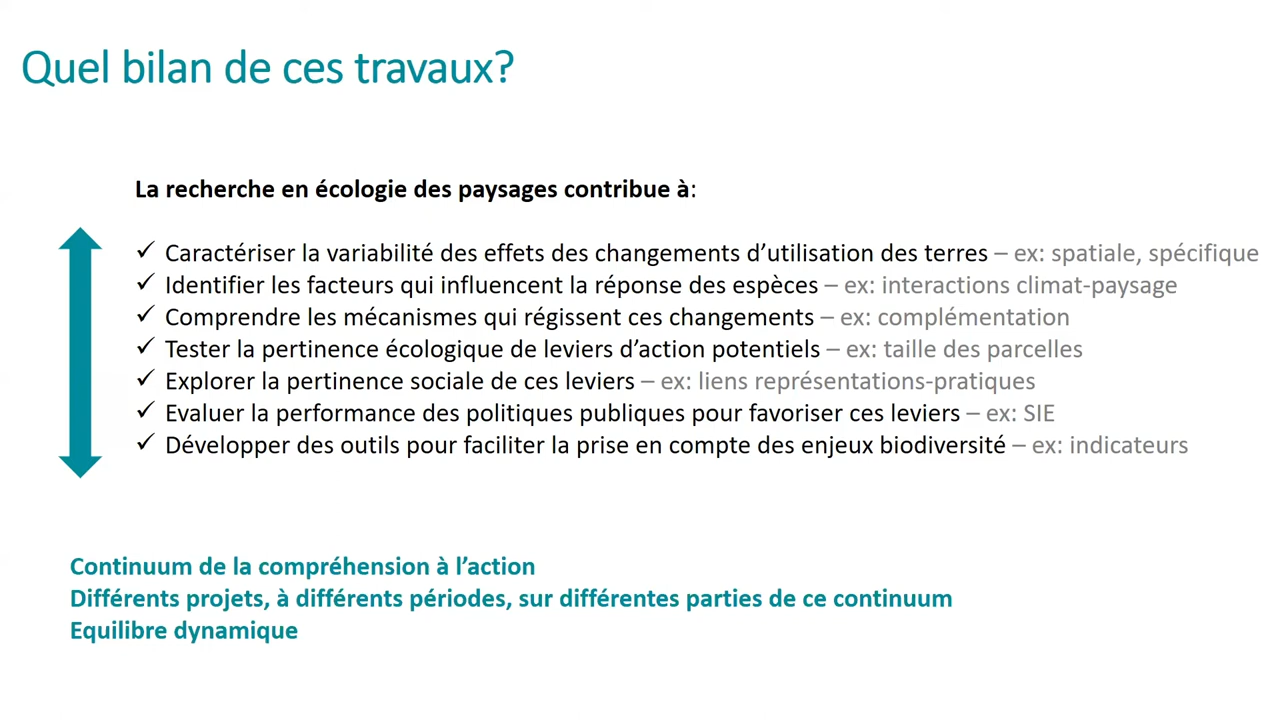 Quel bilan de ces travaux?
La recherche en écologie des paysages contribue à:
✓ Caractériser la variabilité des effets des changements d’utilisation des terres – ex: spatiale, spécifique
✓ Identifier les facteurs qui influencent la réponse des espèces – ex: interactions climat-paysage
✓ Comprendre les mécanismes qui régissent ces changements – ex: complémentation
✓ Tester la pertinence écologique de leviers d’action potentiels – ex: taille des parcelles
✓ Explorer la pertinence sociale de ces leviers – ex: liens représentations-pratiques
✓ Evaluer la performance des politiques publiques pour favoriser ces leviers – ex: SIE
✓ Développer des outils pour faciliter la prise en compte des enjeux biodiversité – ex: indicateurs
Continuum de la compréhension à l’action
Différents projets, à différents périodes, sur différentes parties de ce continuum
Equilibre dynamique